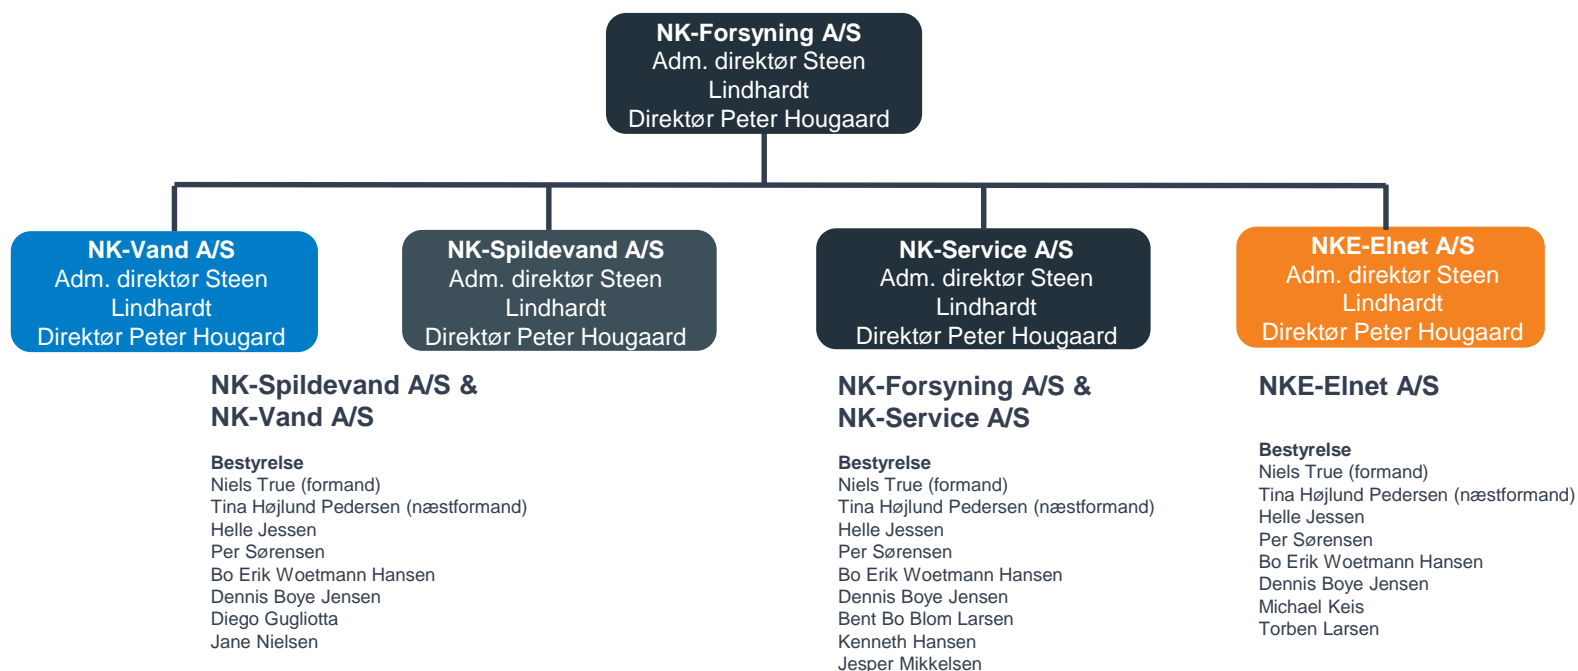 NK-Forsyning A/S
Adm. direktør Steen
Lindhardt
Direktør Peter Hougaard
NK-Vand A/S
Adm. direktør Steen
Lindhardt
Direktør Peter Hougard
NK-Spildevand A/S
Adm. direktør Steen
Lindhardt
Direktør Peter Hougaard
NK-Service A/S
Adm. direktør Steen
Lindhardt
Direktør Peter Hougaard
NKE-Elnet A/S
Adm. direktør Steen
Lindhardt
Direktør Peter Hougaard
NK-Spildevand A/S &
NK-Vand A/S
Bestyrelse
Niels True (formand)
Tina Højlund Pedersen (næstformand)
Helle Jessen
Per Sørensen
Bo Erik Woetmann Hansen
Dennis Boye Jensen
Diego Gugliotta
Jane Nielsen
NK-Forsyning A/S &
NK-Service A/S
Bestyrelse
Niels True (formand)
Tina Højlund Pedersen (næstformand)
Helle Jessen
Per Sørensen
Bo Erik Woetmann Hansen
Dennis Boye Jensen
Bent Bo Blom Larsen
Kenneth Hansen
Jesper Mikkelsen
NKE-Elnet A/S
Bestyrelse
Niels True (formand)
Tina Højlund Pedersen (næstformand)
Helle Jessen
Per Sørensen
Bo Erik Woetmann Hansen
Dennis Boye Jensen
Michael Keis
Torben Larsen